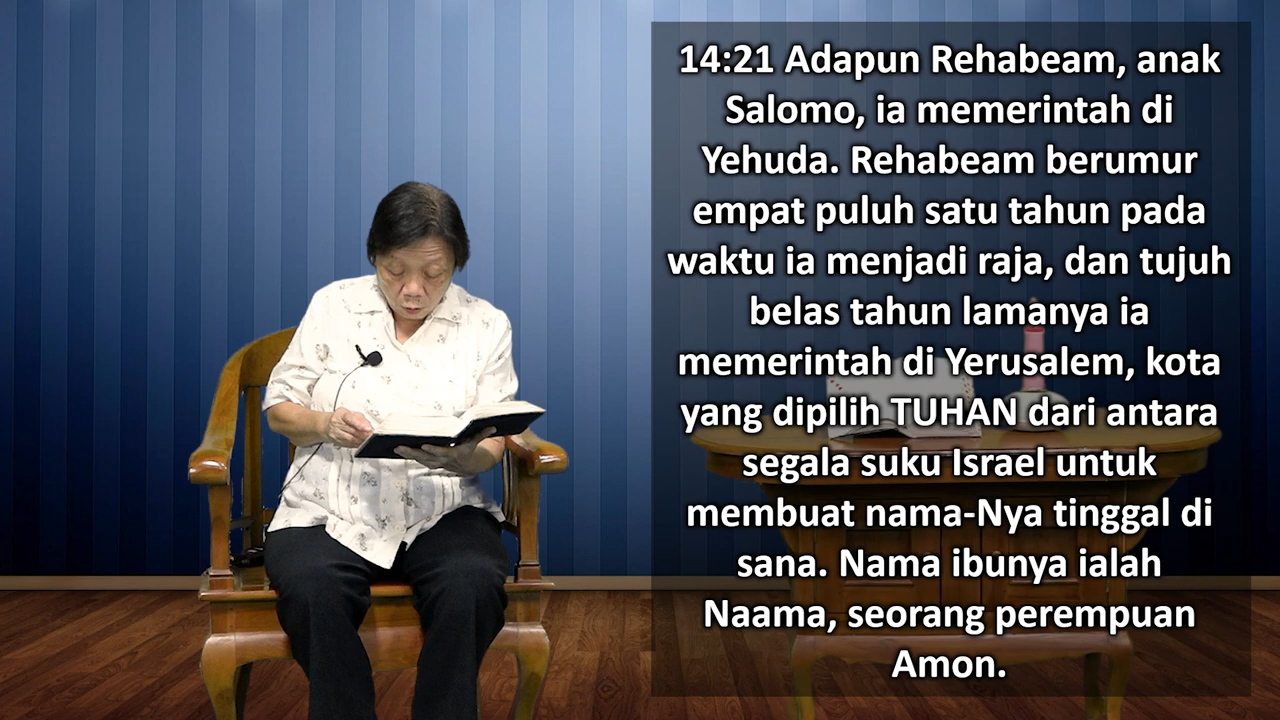 14:21 Adapun Rehabeam, anak
Salomo, ia memerintah di
Yehuda. Rehabeam berumur
empat puluh satu tahun pada
waktu ia menjadi raja, dan tujuh
belas tahun lamanya ia
memerintah di Yerusalem, kota
yang dipilih TUHAN dari antara
segala suku Israel untuk
membuat nama-Nya tinggal di
sana. Nama ibunya ialah
Naama, seorang perempuan
Amon.